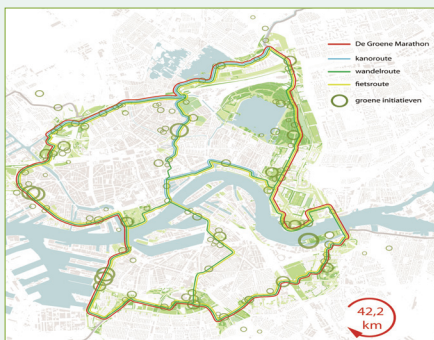 De Groene Marathon
kanoroute
wandelroute
fietsroute
groene initiatieven
42,2
km